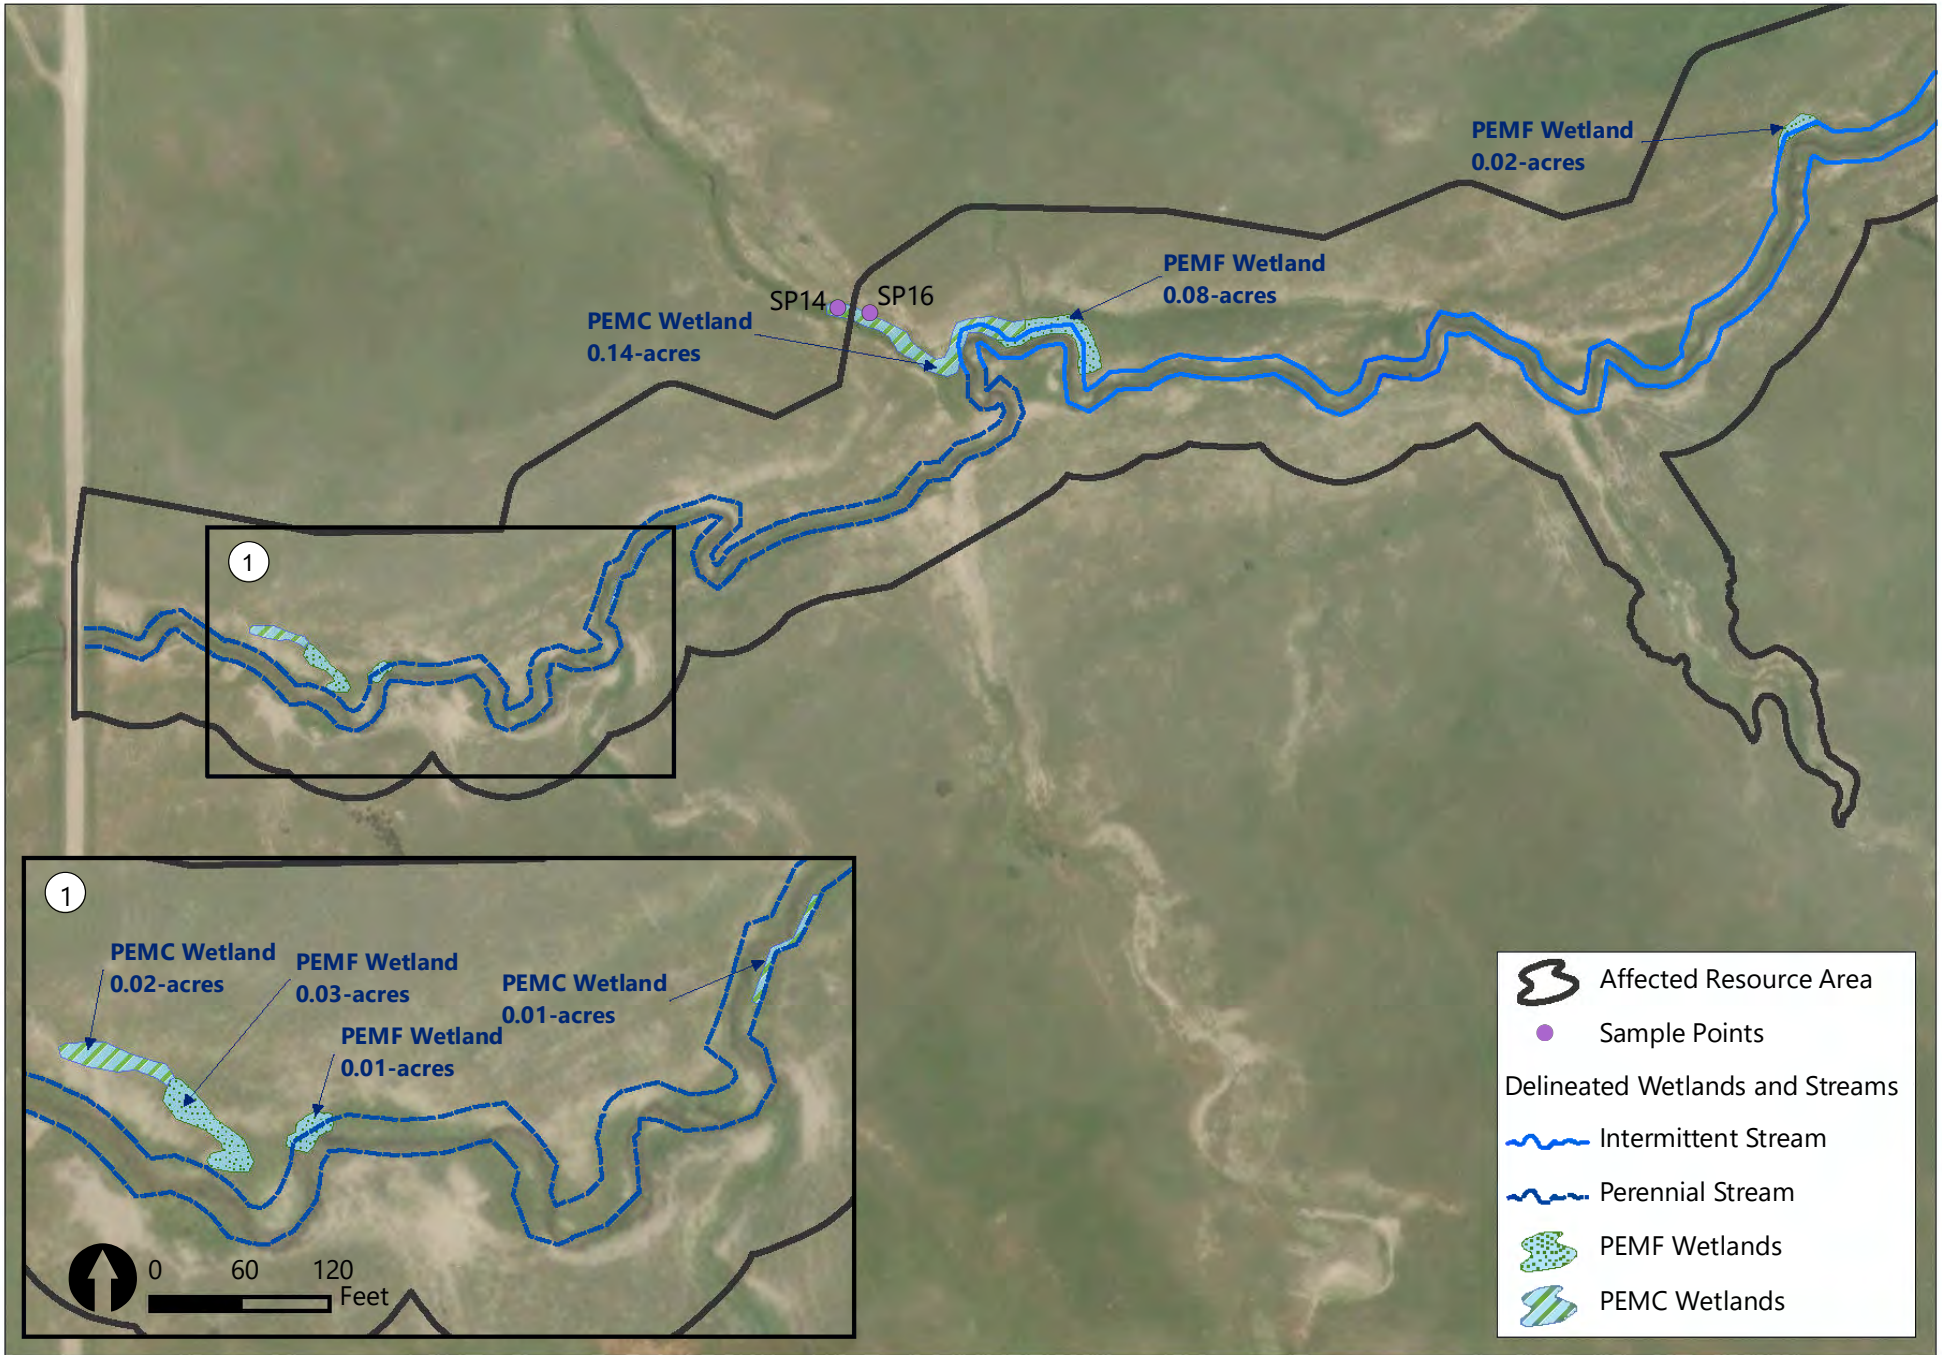 PEMF Wetland
0.02-acres
PEMF Wetland
0.08-acres
SP14
SP16
PEMC Wetland
0.14-acres
1
1
PEMC Wetland
0.02-acres
PEMF Wetland
0.03-acres
PEMC Wetland
0.01-acres
PEMF Wetland
0.01-acres
0 60 120
Feet
Affected Resource Area
Sample Points
Delineated Wetlands and Streams
Intermittent Stream
Perennial Stream
PEMF Wetlands
PEMC Wetlands